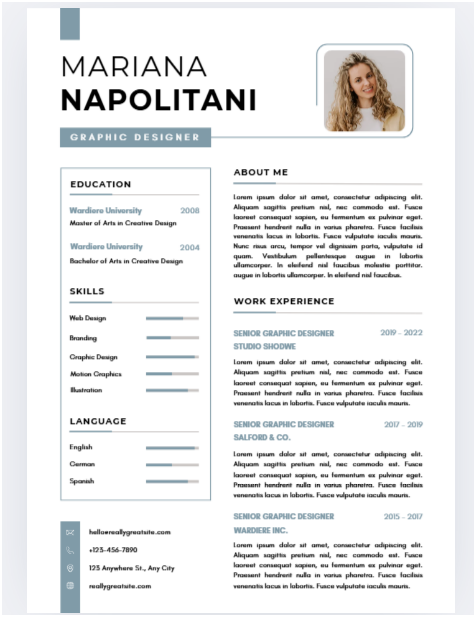 MARIANA
NAPOLITANI
GRAPHIC DESIGNER
EDUCATION
Wardiere University 2008
Master of Arts in Creative Design
Wardiere University 2004
Bachelor of Arts in Creative Design
SKILLS
Web Design
Branding
Graphic Design
Motion Graphics
Illustration
LANGUAGE
English
German
Spanish
hello@reallygreatsite.com
+123-456-7890
123 Anywhere St., Any City
reallygreatsite.com
ABOUT ME
Lorem ipsum dolor sit amet, consectetur adipiscing elit.
Aliquam sagittis pretium nisl, nec commodo est. Fusce
laoreet consequat sapien, eu fermentum ex pulvinar eget.
Praesent hendrerit nulla in varius pharetra. Fusce facilisis
venenatis lacus in lobortis. Fusce vulputate iaculis mauris.
Nunc risus arcu, tempor vel dignissim porta, vulputate id
quam. Vestibulum pellentesque augue in lobortis
ullamcorper. In eleifend nisl faucibus molestie porttitor.
augue in lobortis ullamcorper. In eleifend nisl faucibus.
WORK EXPERIENCE
SENIOR GRAPHIC DESIGNER 2019 - 2022
STUDIO SHODWE
Lorem ipsum dolor sit amet, consectetur adipiscing elit.
Aliquam sagittis pretium nisl, nec commodo est. Fusce
laoreet consequat sapien, eu fermentum ex pulvinar eget.
Praesent hendrerit nulla in varius pharetra. Fusce facilisis
venenatis lacus in lobortis. Fusce vulputate iaculis mauris.
SENIOR GRAPHIC DESIGNER 2017 - 2019
SALFORD & CO.
Lorem ipsum dolor sit amet, consectetur adipiscing elit.
Aliquam sagittis pretium nisl, nec commodo est. Fusce
laoreet consequat sapien, eu fermentum ex pulvinar eget.
Praesent hendrerit nulla in varius pharetra. Fusce facilisis
venenatis lacus in lobortis. Fusce vulputate iaculis mauris.
SENIOR GRAPHIC DESIGNER 2015 - 2017
WARDIERE INC.
Lorem ipsum dolor sit amet, consectetur adipiscing elit.
Aliquam sagittis pretium nisl, nec commodo est. Fusce
laoreet consequat sapien, eu fermentum ex pulvinar eget.
Praesent hendrerit nulla in varius pharetra. Fusce facilisis
venenatis lacus in lobortis. Fusce vulputate iaculis mauris.